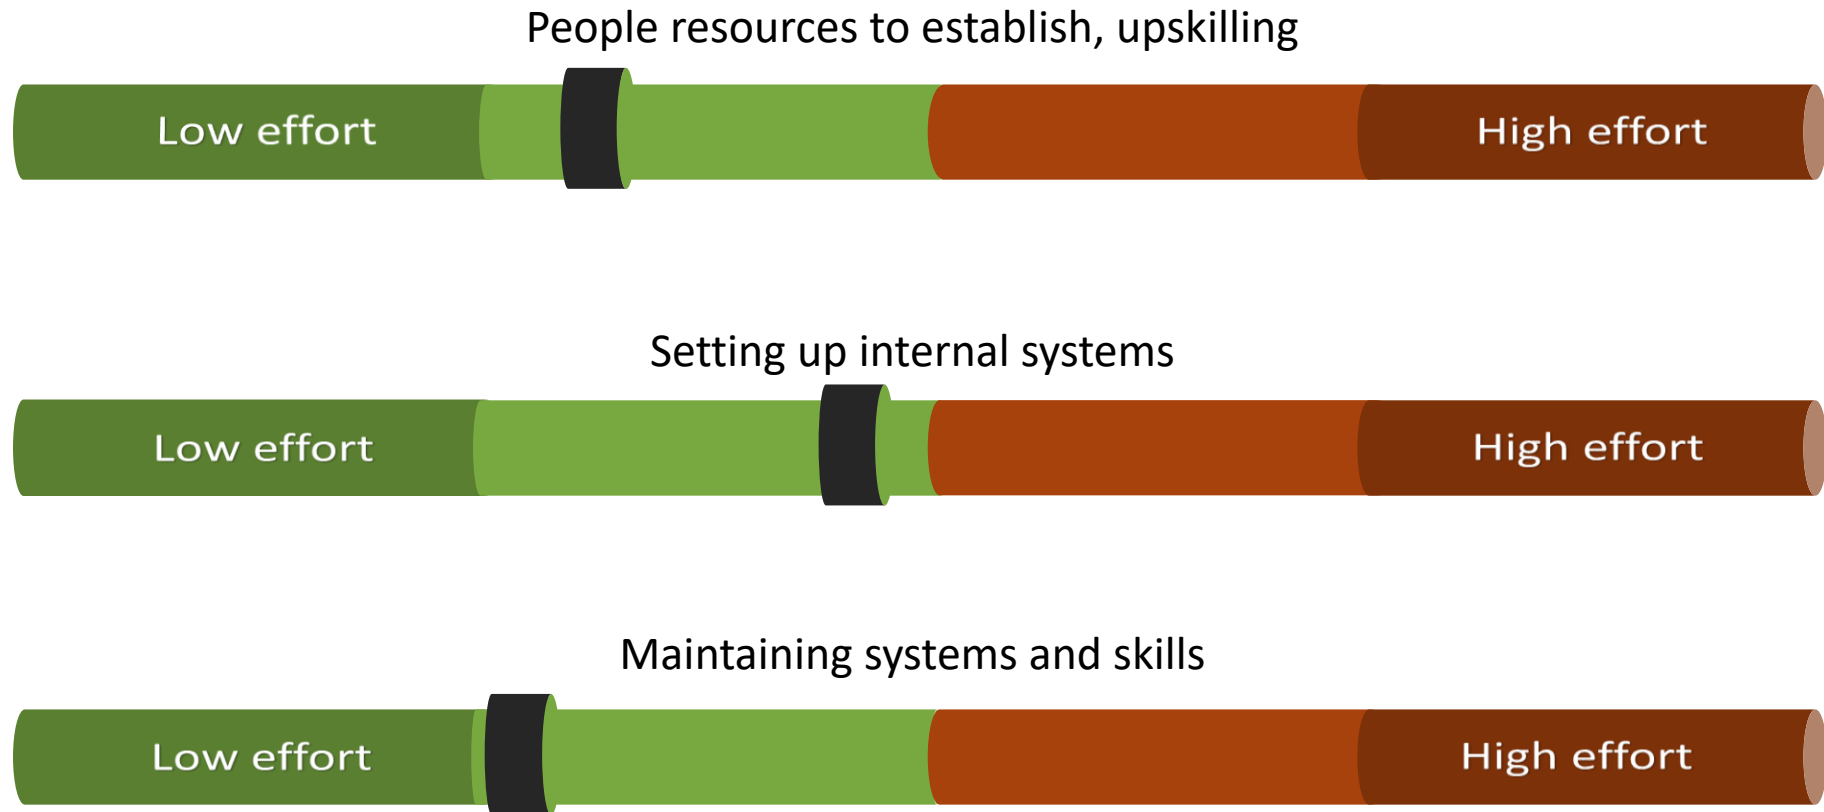 People resources to establish, upskilling
Low effort High effort
Setting up internal systems
Low effort High effort
Maintaining systems and skills
Low effort High effort